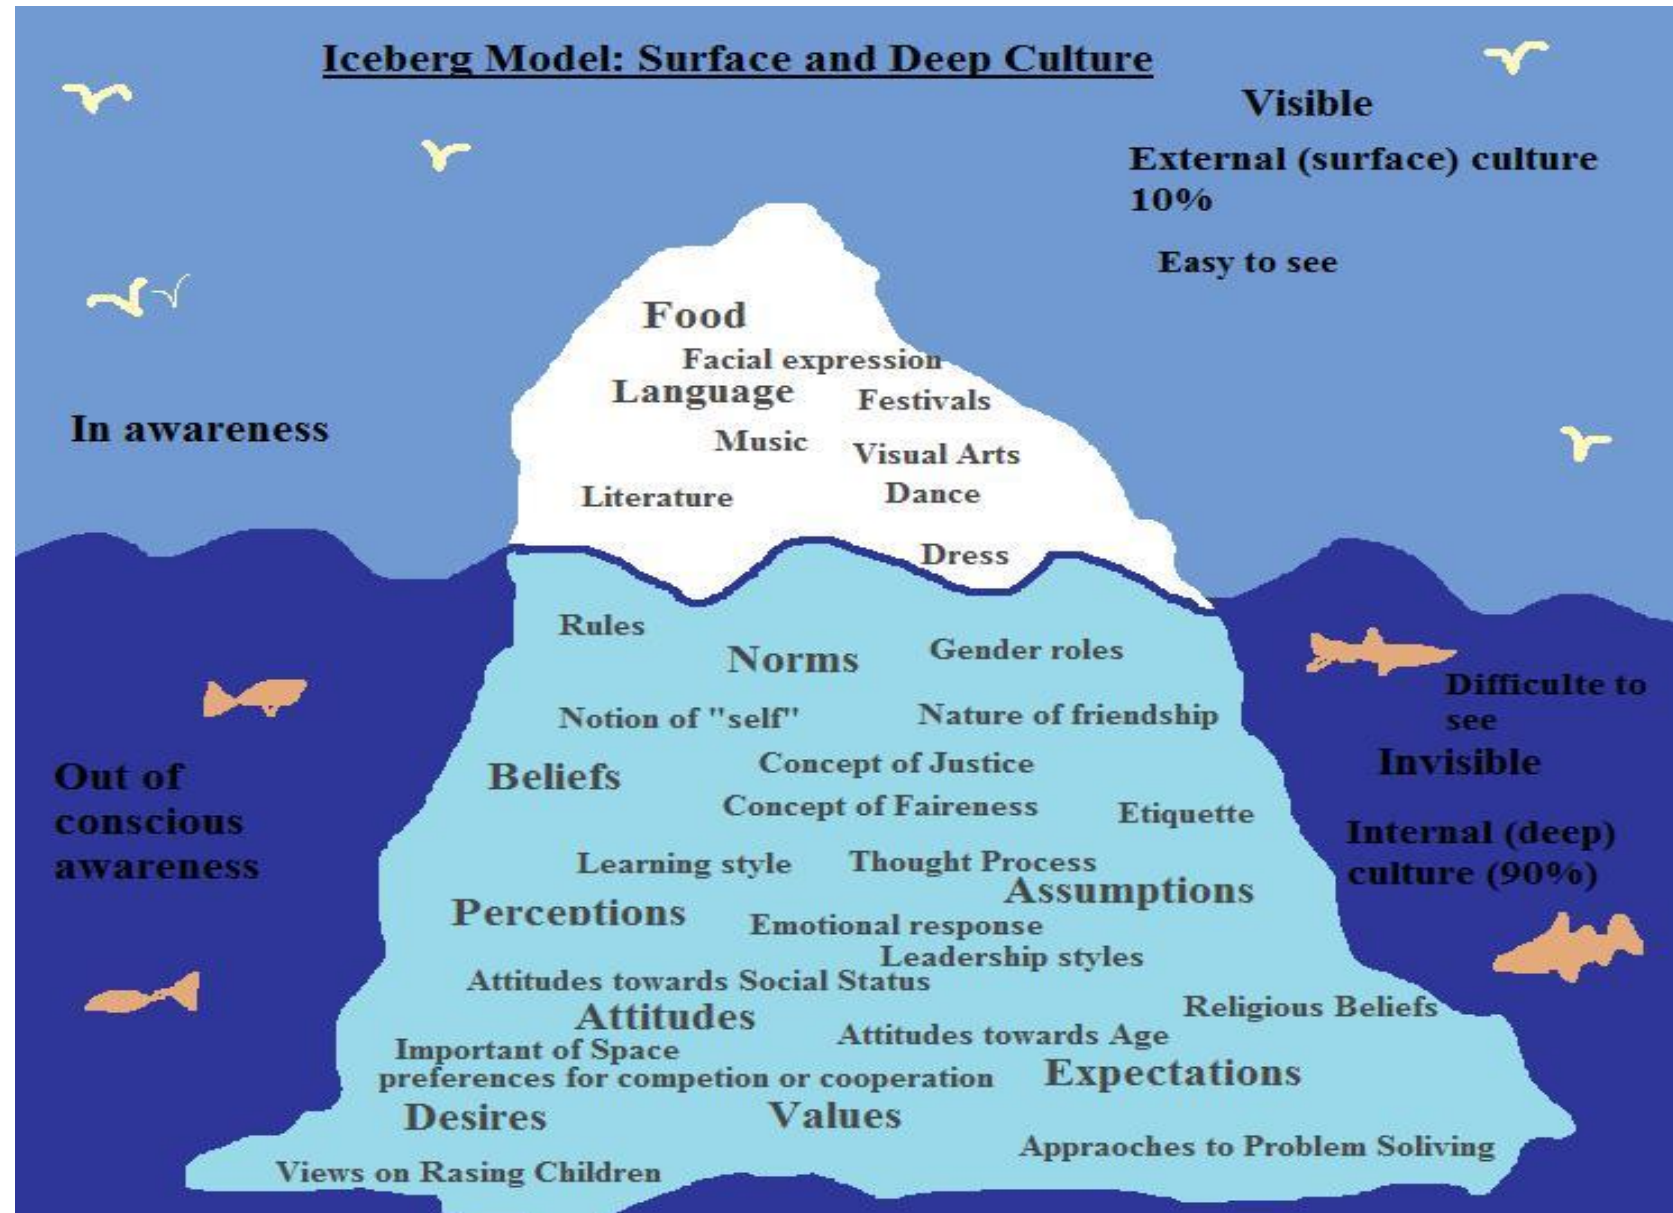 Iceberg Model: Surface and Deep Culture
Visible
External (surface) culture
10%
Easy to see
In awareness
Food
Facial expression
Language
Festivals
Music
Visual Arts
Literature
Dance
Dress
Rules
Norms
Gender roles
Notion of "self"
Nature of friendship
Beliefs
Concept of Justice
Concept of Faireness
Etiquette
Learning style
Thought Process
Assumptions
Perceptions
Emotional response
Leadership styles
Attitudes towards Social Status
Attitudes
Religious Beliefs
Attitudes towards Age
Important of Space
preferences for competion or cooperation
Expectations
Desires
Values
Appraoches to Problem Soliving
Views on Rasing Children
Out of
conscious
awareness
Difficulte to
see
Invisible
Internal (deep)
culture (90%)